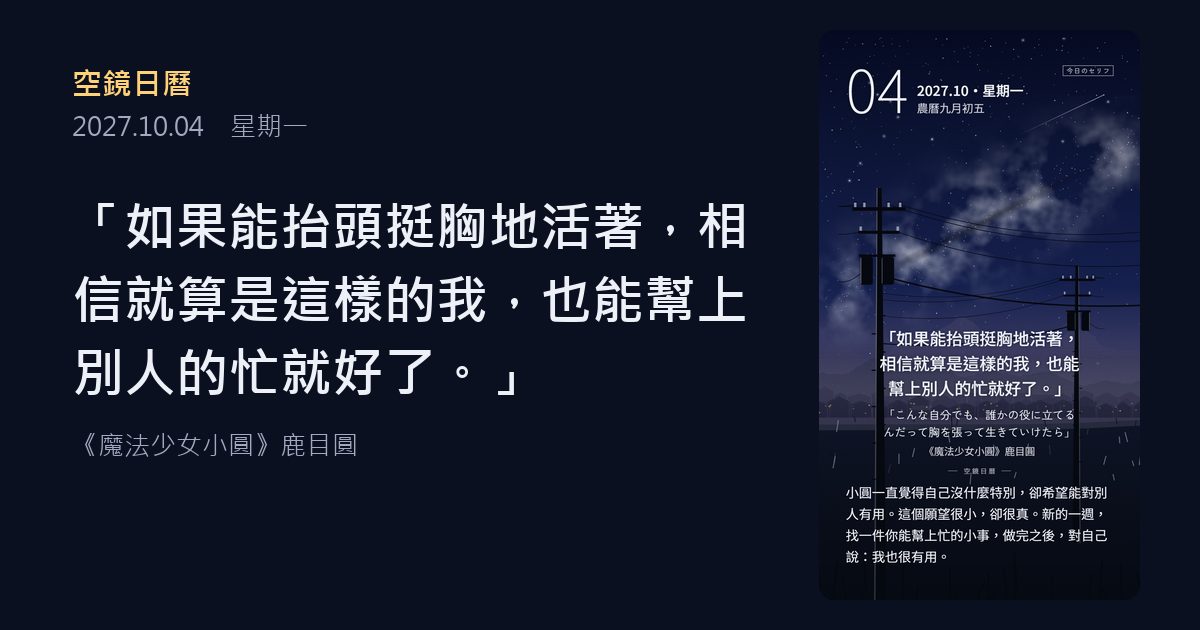 空鏡日曆
2027.10.04 星期一
「如果能抬頭挺胸地活著，相
信就算是這樣的我，也能幫上
別人的忙就好了。」
《魔法少女小圓》鹿目圓
今日のセリフ
04
2027.10・星期一
農曆九月初五
「如果能抬頭挺胸地活著，
相信就算是這樣的我，也能
幫上別人的忙就好了。」
「こんな自分でも、誰かの役に立てる
んだって胸を張って生きていけたら」
《魔法少女小圓》鹿目圓
— 空鏡日曆 —
小圓一直覺得自己沒什麼特別，卻希望能對別
人有用。這個願望很小，卻很真。新的一週，
找一件你能幫上忙的小事，做完之後，對自己
說：我也很有用。